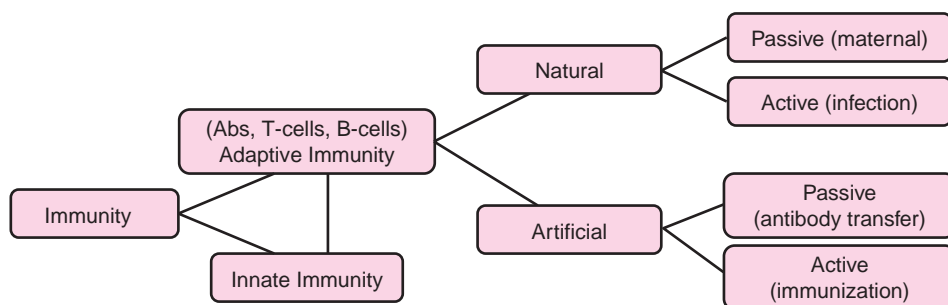 Passive (maternal)
Natural
Active (infection)
(Abs, T-cells, B-cells)
Adaptive Immunity
Immunity
Innate Immunity
Artificial
Passive
(antibody transfer)
Active
(immunization)